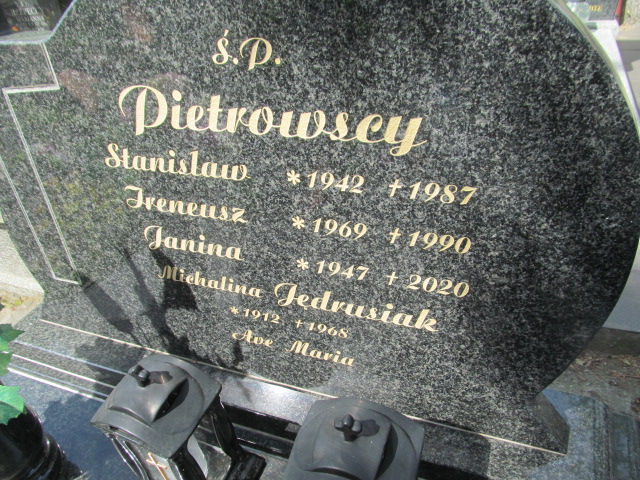 ś.P.
Pietrowscy
Stanisław *1942 +1987
Ireneusz *1969 +1990
Janina *1947 +2020
Michalina Jędrusiak
*1912 +1968
Ave Maria